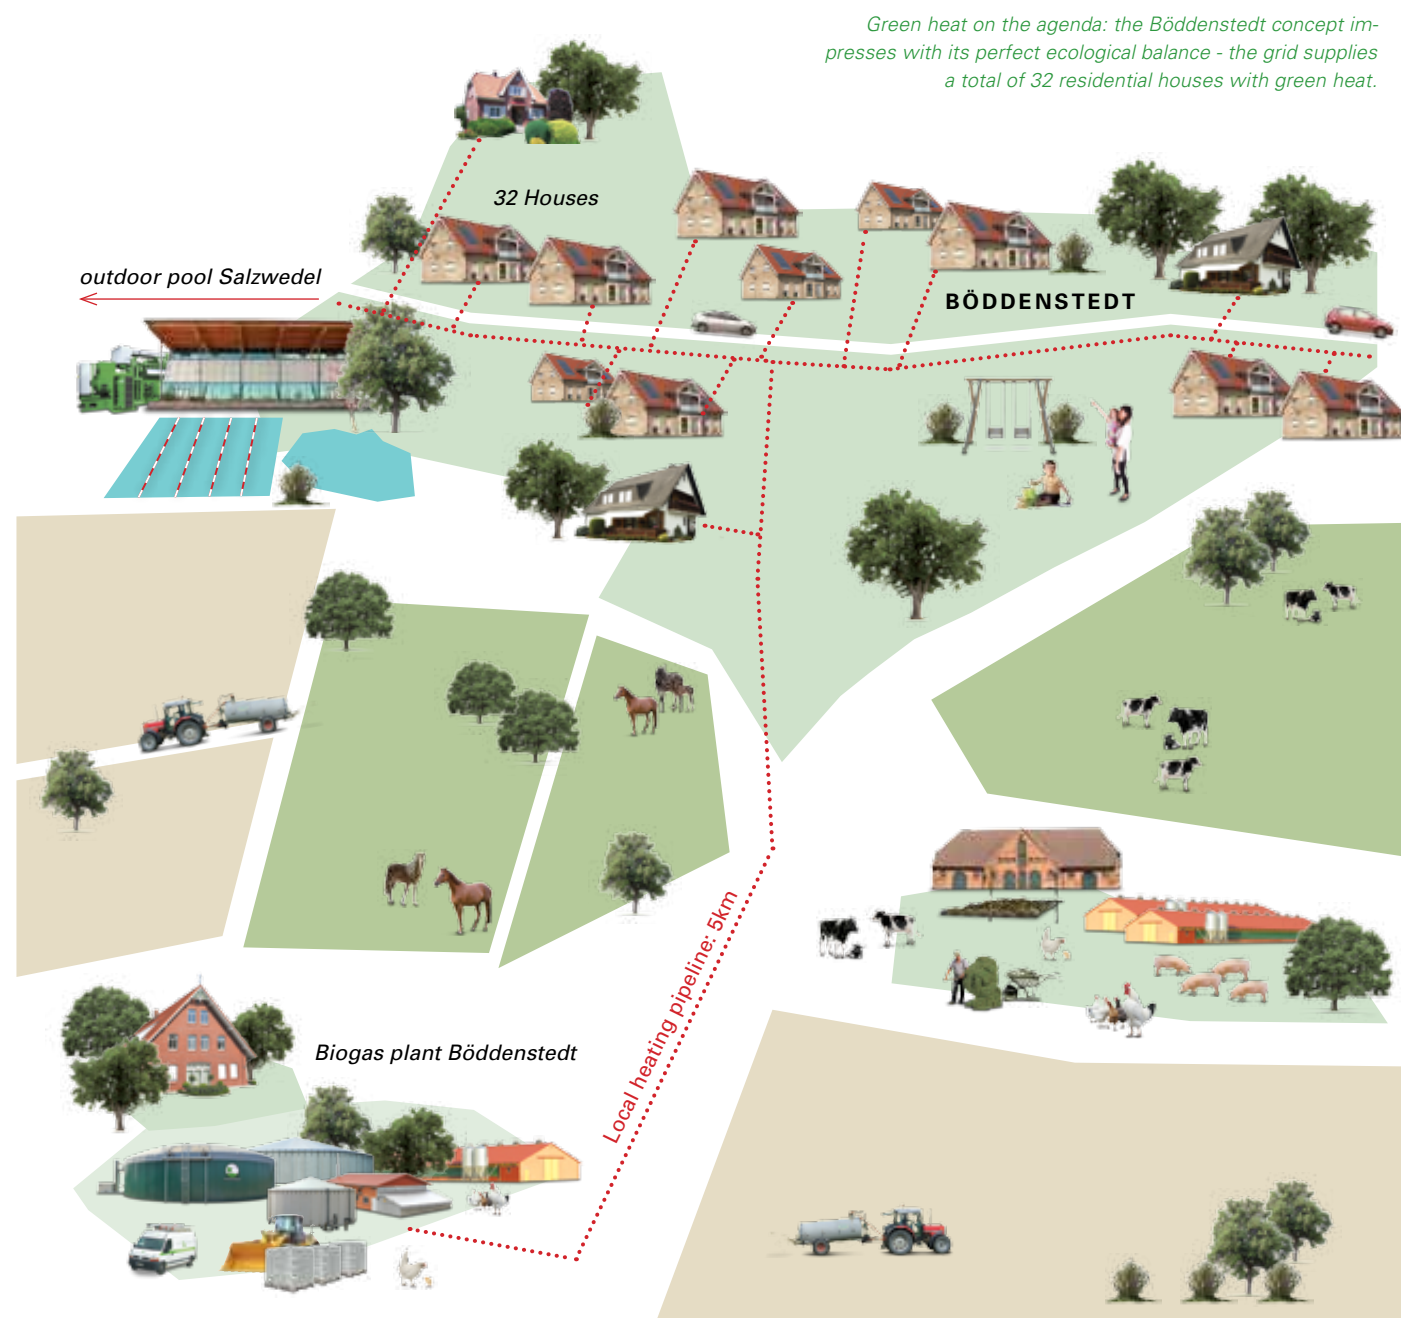 Green heat on the agenda: the Böddenstedt concept im-
presses with its perfect ecological balance - the grid supplies
a total of 32 residential houses with green heat.
32 Houses
outdoor pool Salzwedel
BÖDDENSTEDT
Local heating pipeline: 5km
Biogas plant Böddenstedt